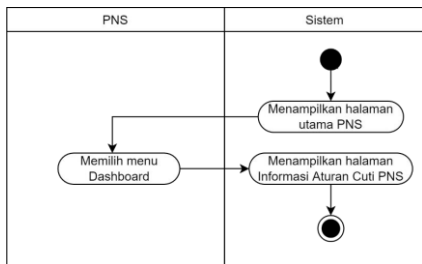 PNS
Sistem
Menampilkan halaman
utama PNS
Memilih menu
Dashboard
Menampilkan halaman
Informasi Aturan Cuti PNS